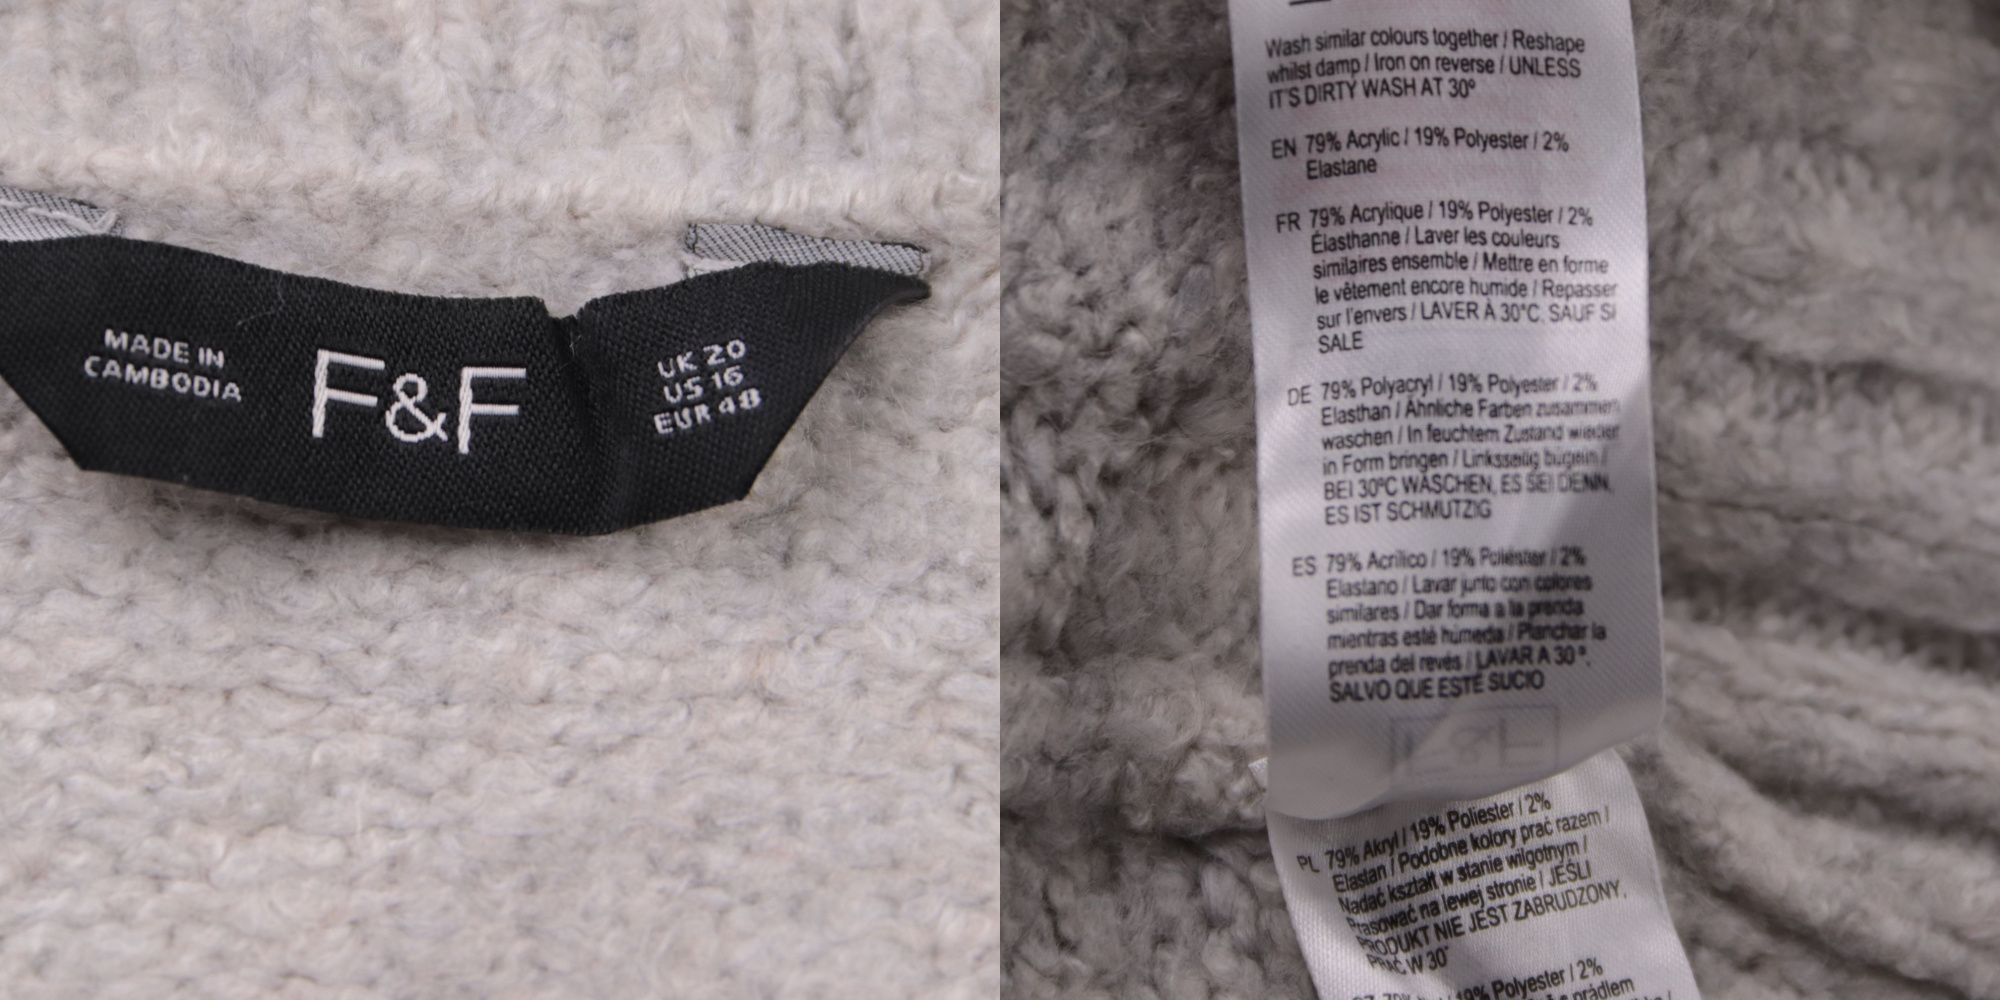 MADE IN
CAMBODIA
F&F
UK 20
US 16
EUR 48
Wash similar colours together / Reshape
whilst damp / Iron on reverse / UNLESS
IT'S DIRTY WASH AT 30º
EN 79% Acrylic / 19% Polyester / 2%
Elastane
FR 79% Acrylique / 19% Polyester / 2%
Élasthanne / Laver les couleurs
similaires ensemble / Mettre en forme
le vêtement encore humide / Repasser
sur l'envers / LAVER À 30°C, SAUF SI
SALE
DE 79% Polyacryl / 19% Polyester / 2%
Elasthan / Ähnliche Farben zusammen
waschen / In feuchtem Zustand wieder
in Form bringen / Linksseitig bügeln /
BEI 30ºC WASCHEN, ES SEI DENN,
ES IST SCHMUTZIG
ES 79% Acrílico / 19% Poliéster / 2%
Elastano / Lavar junto con colores
similares / Dar forma a la prenda
mientras esté húmeda / Planchar la
prenda del revés / LAVAR A 30º,
SALVO QUE ESTÉ SUCIO
PL 79% Akryl / 19% Poliester / 2%
Elastan / Podobne kolory prać razem /
Nadać kształt w stanie wilgotnym /
Prasować na lewej stronie / JEŚLI
PRODUKT NIE JEST ZABRUDZONY,
PRAĆ W 30°
19% Polyester / 2%
prádlem